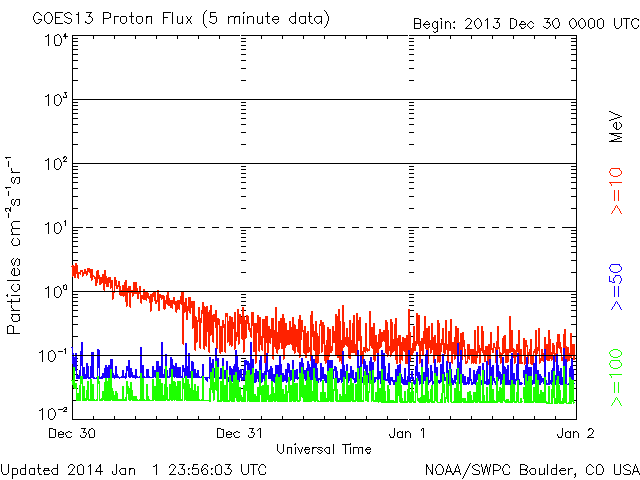 GOES13 Proton Flux (5 minute data)
Begin: 2013 Dec 30 0000 UTC
Particles cm⁻²s⁻¹sr⁻¹
10⁴
10³
10²
10¹
10⁰
10⁻¹
10⁻²
Dec 30
Dec 31
Jan 1
Jan 2
Universal Time
>=10
>=50
>=100
MeV
Updated 2014 Jan 1 23:56:03 UTC
NOAA/SWPC Boulder, CO USA